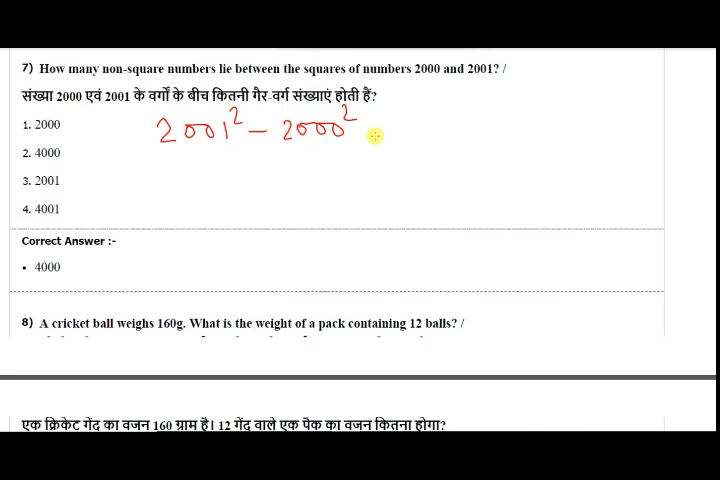 7) How many non-square numbers lie between the squares of numbers 2000 and 2001? /
संख्या 2000 एवं 2001 के वर्गों के बीच कितनी गैर-वर्ग संख्याएं होती हैं?
1. 2000
2001² – 2000²
2. 4000
3. 2001
4. 4001
Correct Answer :-
• 4000
8) A cricket ball weighs 160g. What is the weight of a pack containing 12 balls? /
एक क्रिकेट गेंद का वजन 160 ग्राम है। 12 गेंद वाले एक पैक का वजन कितना होगा?